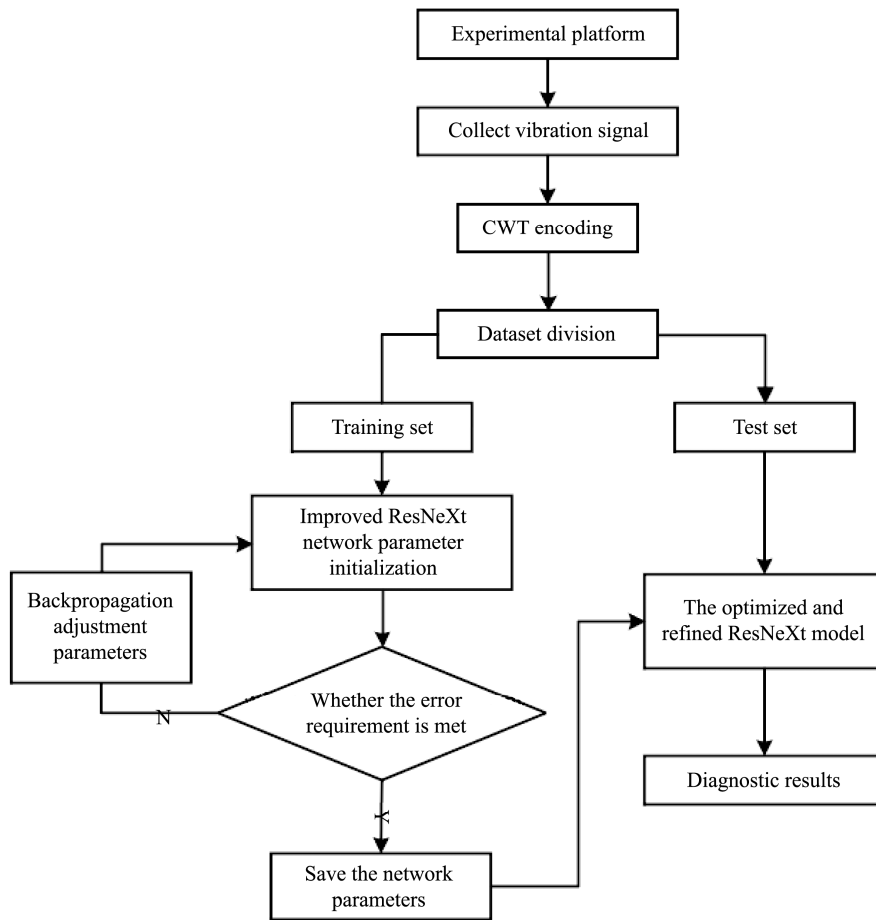 Experimental platform
Collect vibration signal
CWT encoding
Dataset division
Training set
Test set
Improved ResNeXt
network parameter
initialization
Backpropagation
adjustment
parameters
The optimized and
refined ResNeXt model
Whether the error
requirement is met
N
Y
Diagnostic results
Save the network
parameters